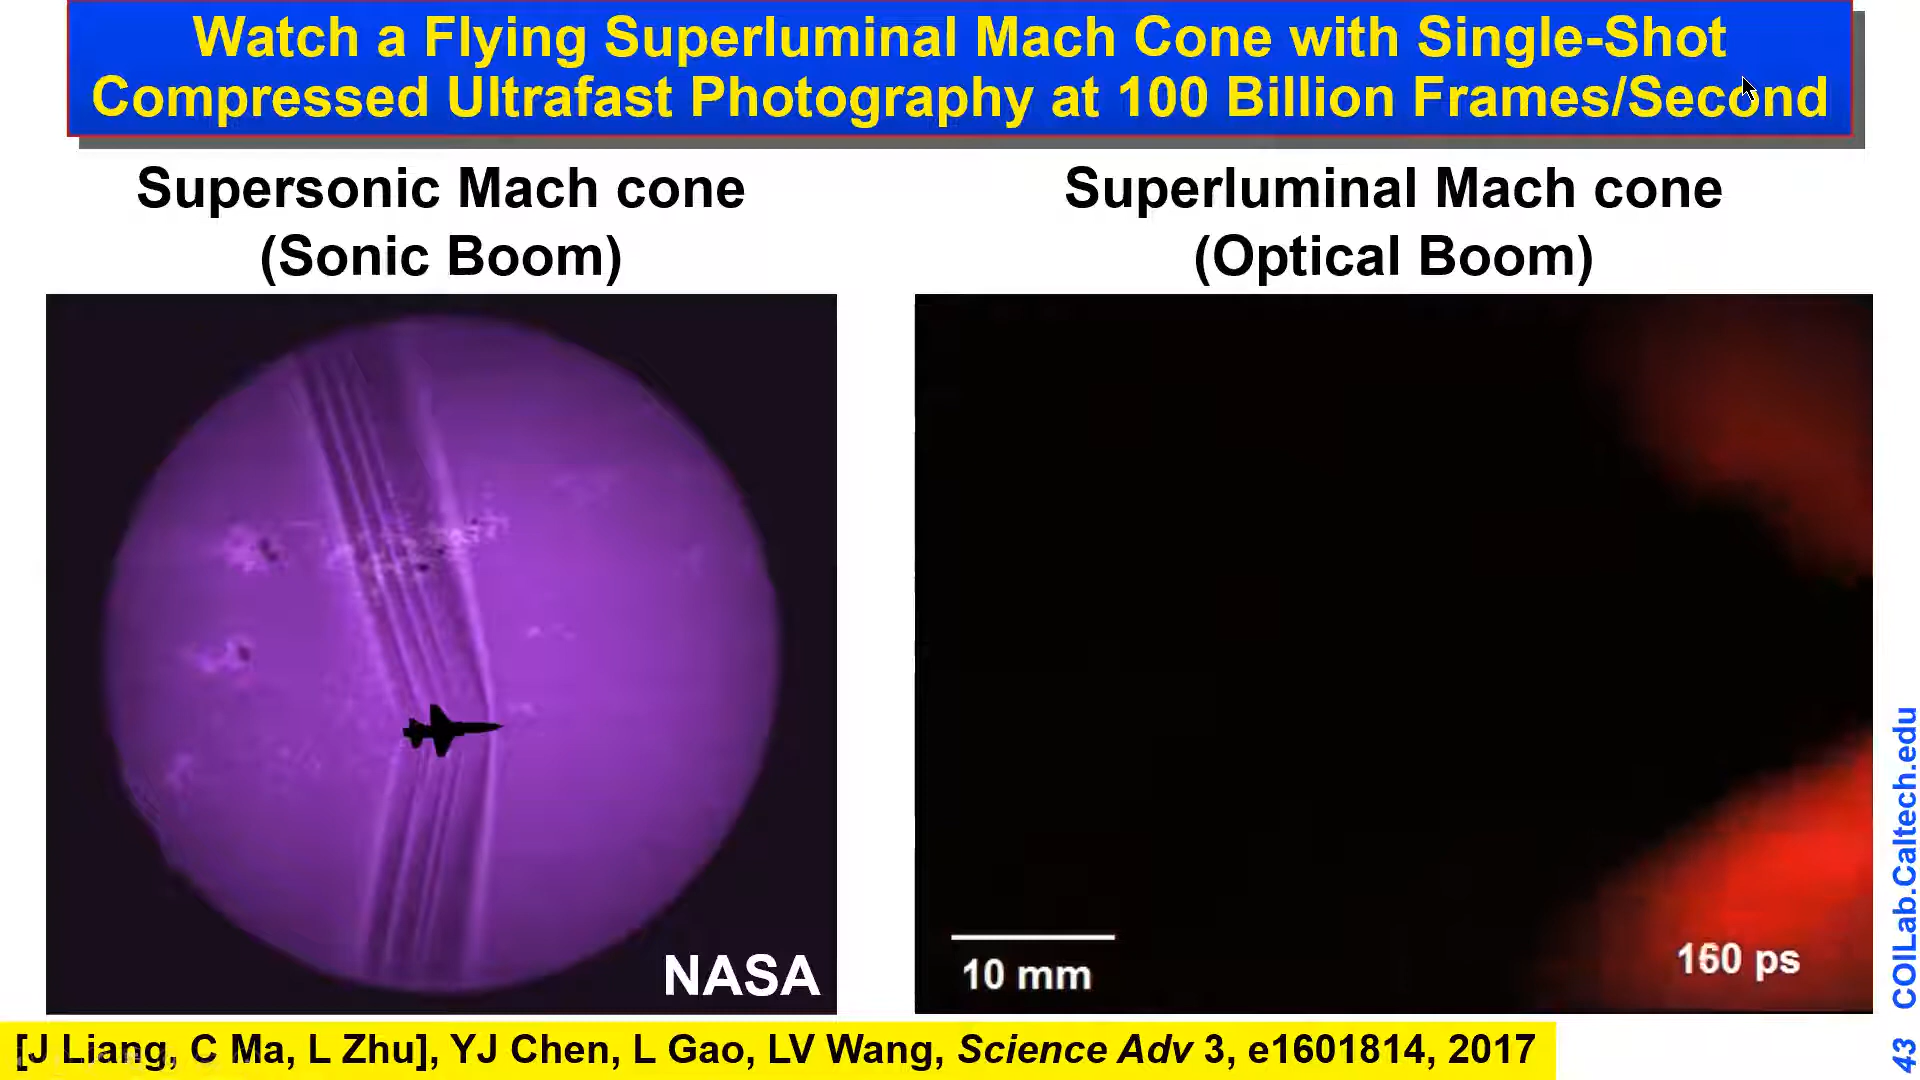 Watch a Flying Superluminal Mach Cone with Single-Shot
Compressed Ultrafast Photography at 100 Billion Frames/Second
Supersonic Mach cone
(Sonic Boom)
Superluminal Mach cone
(Optical Boom)
NASA
10 mm
160 ps
[J Liang, C Ma, L Zhu], YJ Chen, L Gao, LV Wang, Science Adv 3, e1601814, 2017
43 COILab.Caltech.edu